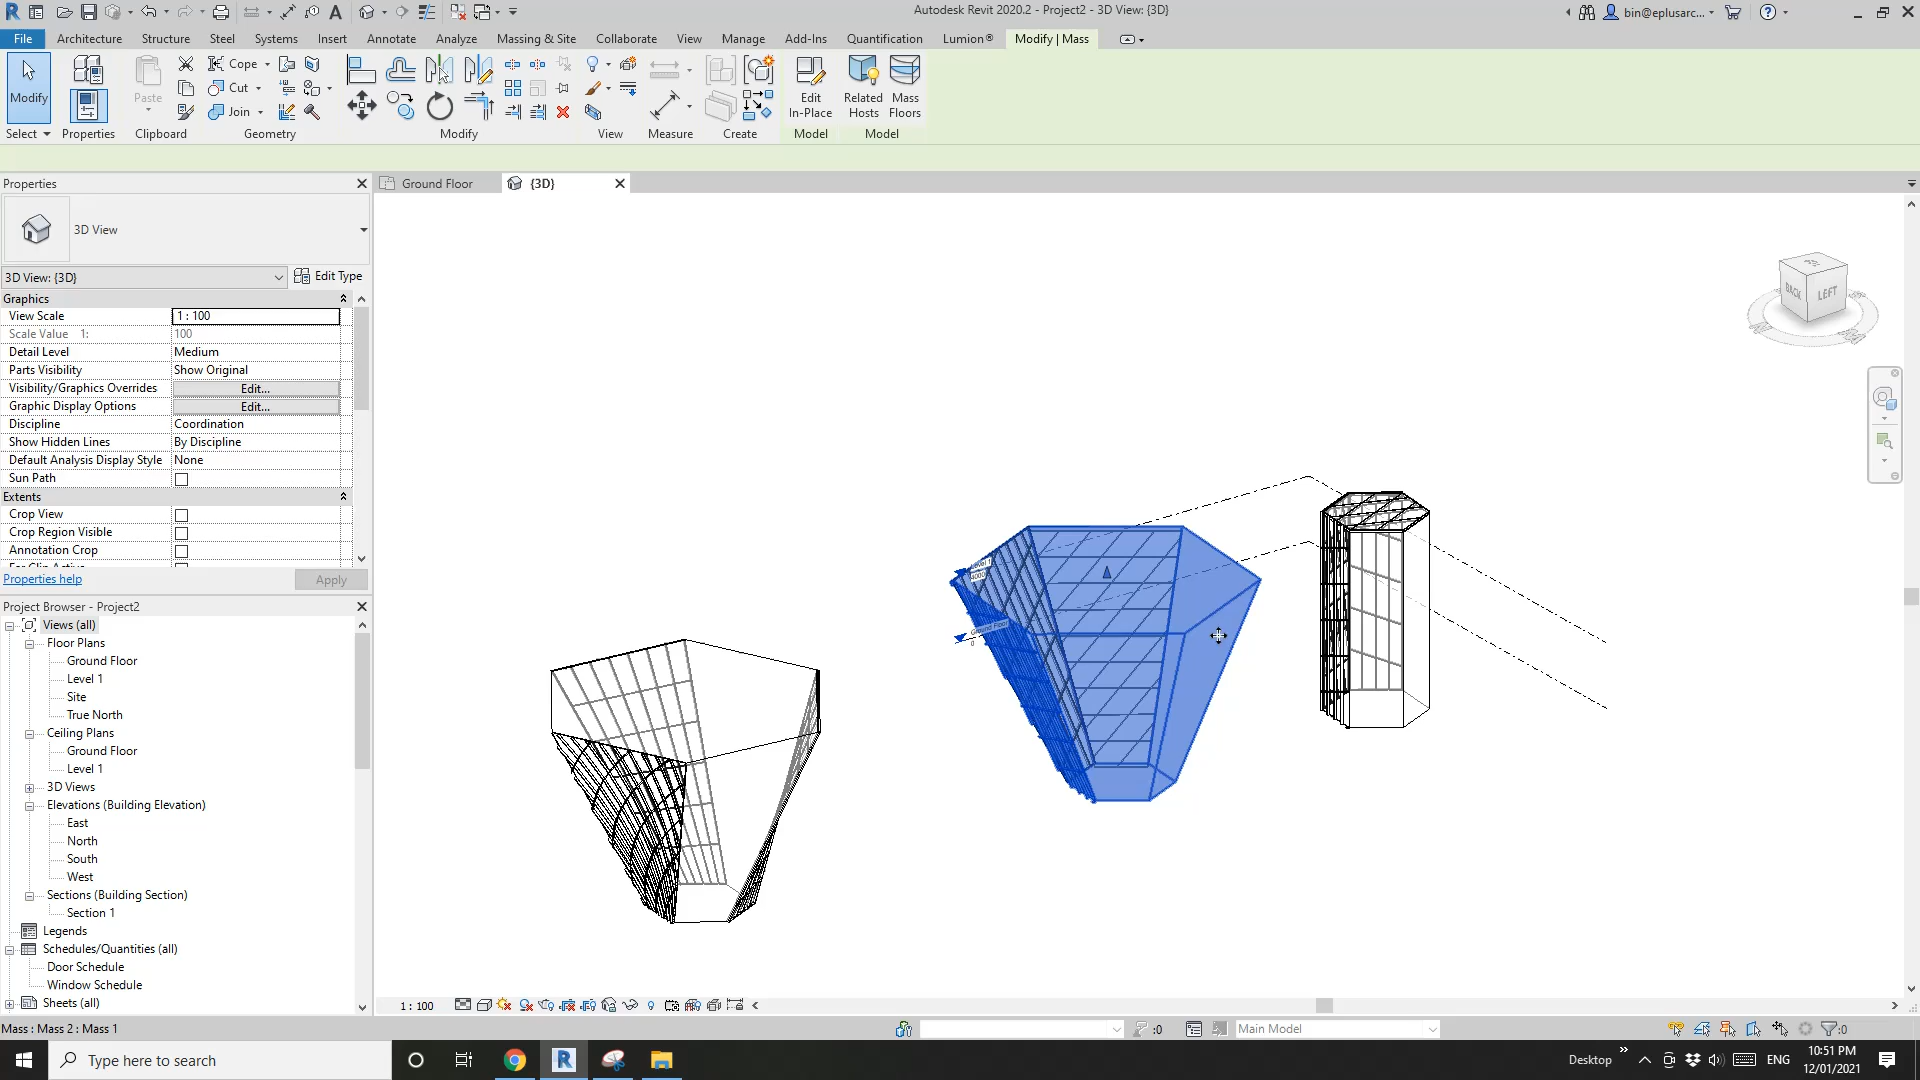 Autodesk Revit 2020.2 - Project2 - 3D View: {3D}
bin@eplusarc...
File Architecture Structure Steel Systems Insert Annotate Analyze Massing & Site Collaborate View Manage Add-Ins Quantification Lumion® Modify | Mass
Modify
Paste
Cope
Cut
Join
Edit In-Place
Related Hosts
Mass Floors
Select Properties Clipboard Geometry Modify View Measure Create Model Model
Properties
Ground Floor
{3D}
3D View
3D View: {3D}
Edit Type
Graphics
View Scale 1 : 100
Scale Value 1: 100
Detail Level Medium
Parts Visibility Show Original
Visibility/Graphics Overrides Edit...
Graphic Display Options Edit...
Discipline Coordination
Show Hidden Lines By Discipline
Default Analysis Display Style None
Sun Path
Extents
Crop View
Crop Region Visible
Annotation Crop
Properties help
Apply
Project Browser - Project2
Views (all)
Floor Plans
Ground Floor
Level 1
Site
True North
Ceiling Plans
Ground Floor
Level 1
3D Views
Elevations (Building Elevation)
East
North
South
West
Sections (Building Section)
Section 1
Legends
Schedules/Quantities (all)
Door Schedule
Window Schedule
Sheets (all)
BACK
LEFT
Level 1
4000
Ground Floor
0
1 : 100
Mass : Mass 2 : Mass 1
:0
Main Model
:0
Type here to search
Desktop
ENG
10:51 PM
12/01/2021